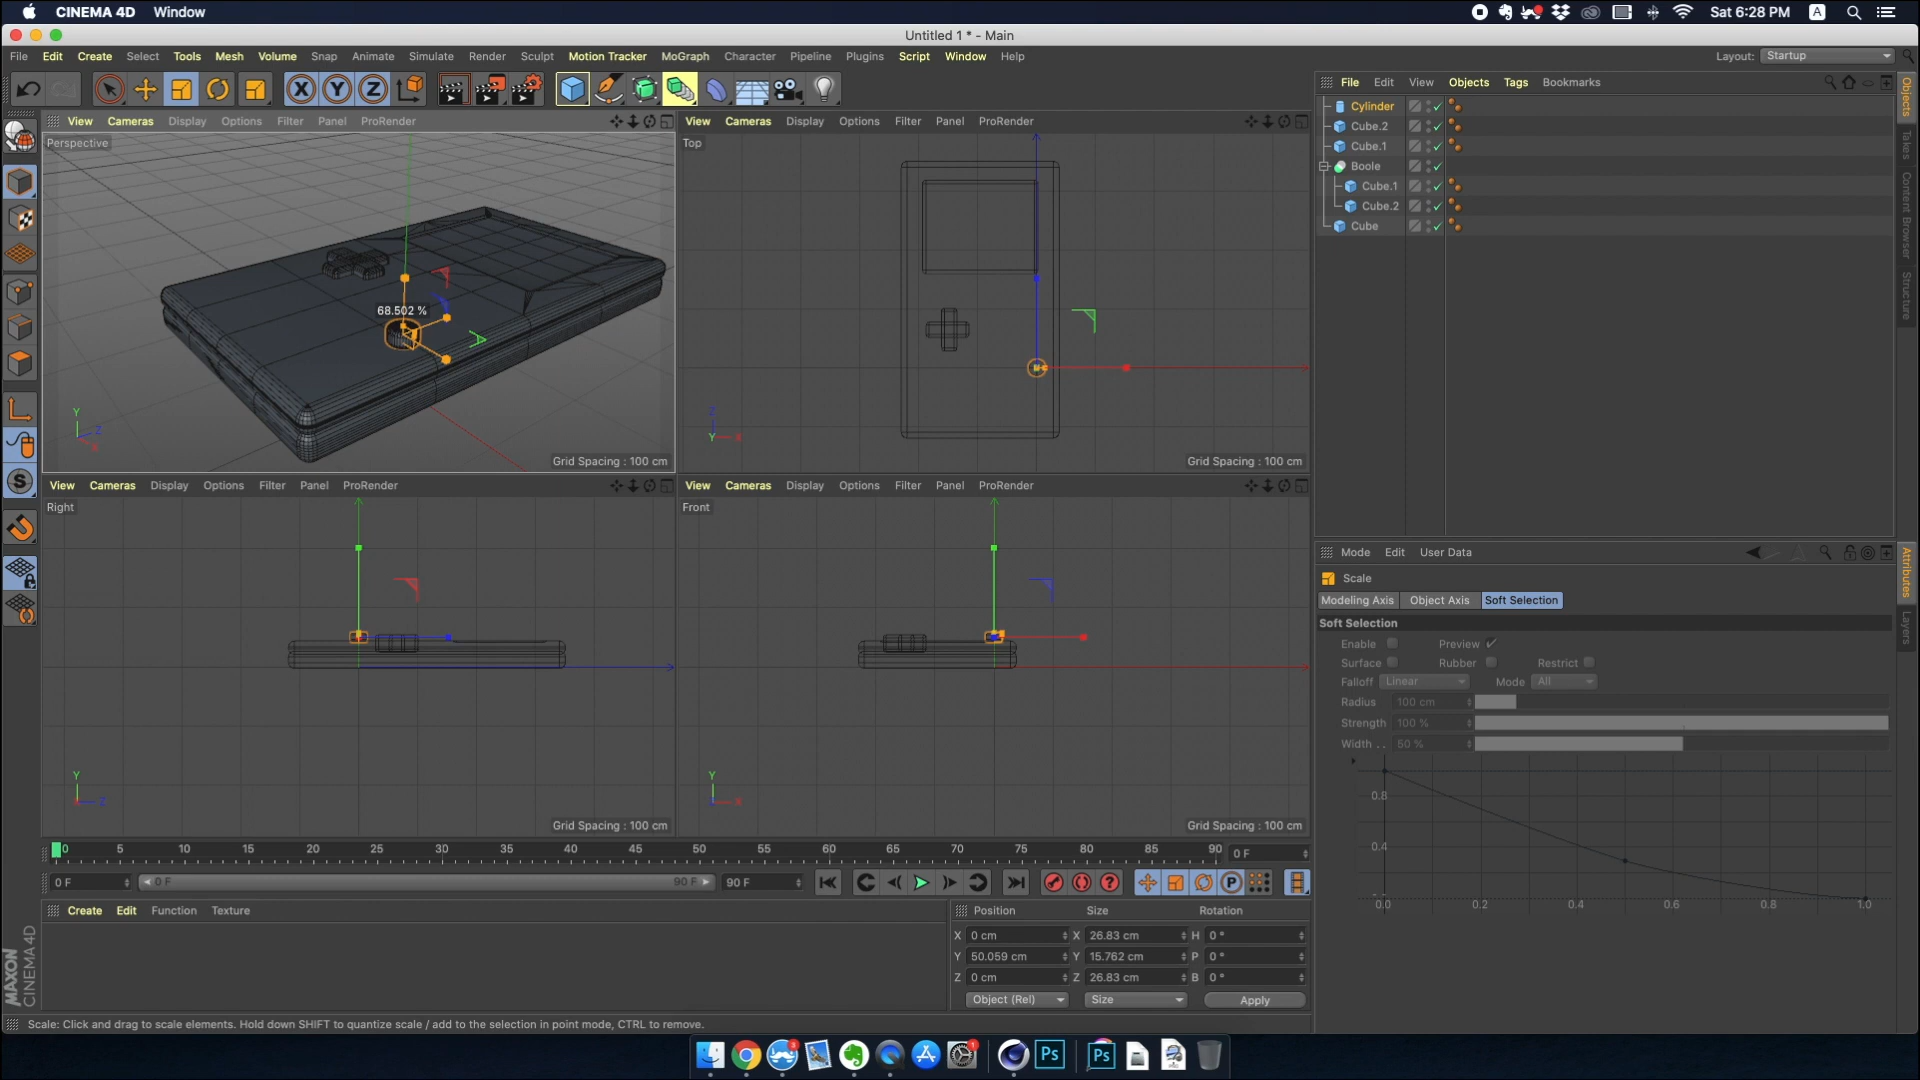 CINEMA 4D Window
Sat 6:28 PM A
Untitled 1 * - Main
File Edit Create Select Tools Mesh Volume Snap Animate Simulate Render Sculpt Motion Tracker MoGraph Character Pipeline Plugins Script Window Help
Layout: Startup
X Y Z
File Edit View Objects Tags Bookmarks
Cylinder
Cube.2
Cube.1
Boole
Cube.1
Cube.2
Cube
Objects
Takes
Content Browser
Structure
View Cameras Display Options Filter Panel ProRender
Perspective
68.502 %
Y
Z
X
Grid Spacing : 100 cm
View Cameras Display Options Filter Panel ProRender
Top
Z
Y X
Grid Spacing : 100 cm
View Cameras Display Options Filter Panel ProRender
Right
Y
X Z
Grid Spacing : 100 cm
View Cameras Display Options Filter Panel ProRender
Front
Y
Z X
Grid Spacing : 100 cm
S
Mode Edit User Data
Scale
Modeling Axis Object Axis Soft Selection
Soft Selection
Enable Preview
Surface Rubber Restrict
Falloff Linear Mode All
Radius 100 cm
Strength 100 %
Width . . 50 %
0.8
0.4
0.0 0.2 0.4 0.6 0.8 1.0
Attributes
Layers
0 5 10 15 20 25 30 35 40 45 50 55 60 65 70 75 80 85 90 0 F
0 F 0 F 90 F 90 F
? P
Create Edit Function Texture
Position Size Rotation
X 0 cm X 26.83 cm H 0 °
Y 50.059 cm Y 15.762 cm P 0 °
Z 0 cm Z 26.83 cm B 0 °
Object (Rel) Size Apply
MAXON
CINEMA 4D
Scale: Click and drag to scale elements. Hold down SHIFT to quantize scale / add to the selection in point mode, CTRL to remove.
3 1 Ps Ps